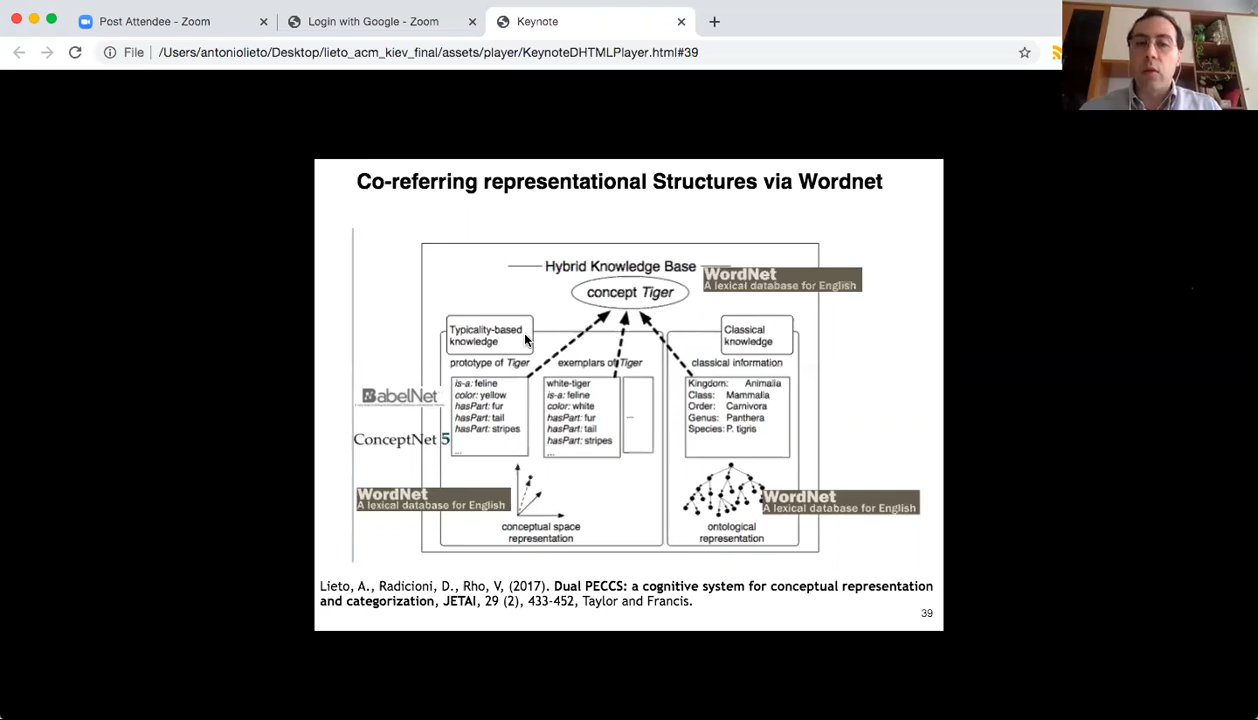 Post Attendee - Zoom
Login with Google - Zoom
Keynote
File
/Users/antoniolieto/Desktop/lieto_acm_kiev_final/assets/player/KeynoteDHTMLPlayer.html#39
Co-referring representational Structures via Wordnet
Hybrid Knowledge Base
WordNet
A lexical database for English
concept Tiger
Typicality-based
knowledge
Classical
knowledge
prototype of Tiger
exemplars of Tiger
classical information
is-a: feline
color: yellow
hasPart: fur
hasPart: tail
hasPart: stripes
...
white-tiger
is-a: feline
color: white
hasPart: fur
hasPart: tail
hasPart: stripes
...
...
Kingdom: Animalia
Class: Mammalia
Order: Carnivora
Genus: Panthera
Species: P. tigris
BabelNet
ConceptNet 5
WordNet
A lexical database for English
WordNet
A lexical database for English
conceptual space
representation
ontological
representation
Lieto, A., Radicioni, D., Rho, V, (2017). Dual PECCS: a cognitive system for conceptual representation
and categorization, JETAI, 29 (2), 433-452, Taylor and Francis.
39